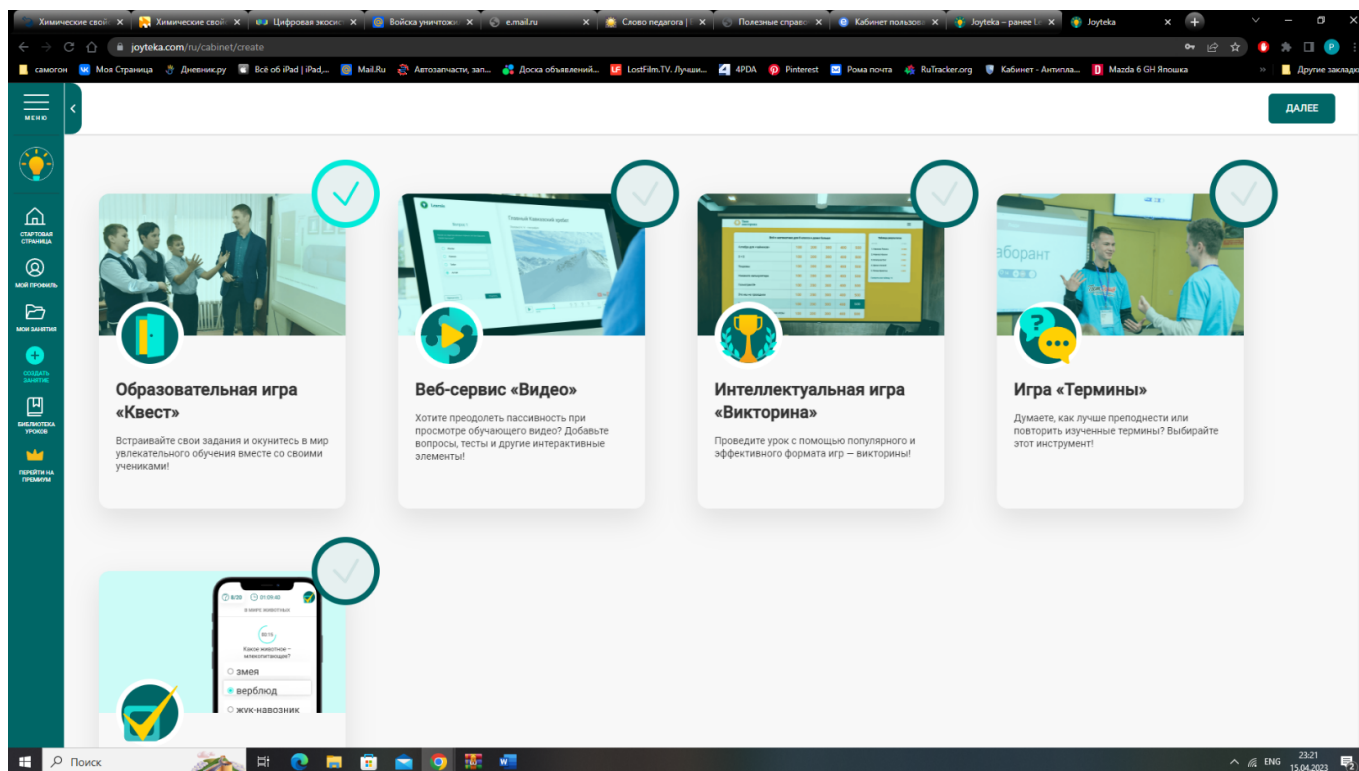 Химические свой
Химические свой
Цифровая экосис
Войска уничтожи
e.mail.ru
Слово педагога |
Полезные справо
Кабинет пользов
Joyteka – ранее Le
Joyteka
joyteka.com/ru/cabinet/create
самогон
Моя Страница
Дневник.ру
Всё об iPad | iPad,...
Mail.Ru
Автозапчасти, зап...
Доска объявлений...
LostFilm.TV. Лучши...
4PDA
Pinterest
Рома почта
RuTracker.org
Кабинет - Антипла...
Mazda 6 GH Японка
Другие закладки
МЕНЮ
ДАЛЕЕ
СТАРТОВАЯ
СТРАНИЦА
МОЙ ПРОФИЛЬ
МОИ ЗАНЯТИЯ
СОЗДАТЬ
ЗАНЯТИЕ
БИБЛИОТЕКА
УРОКОВ
ПЕРЕЙТИ НА
ПРЕМИУМ
Образовательная игра
«Квест»
Встраивайте свои задания и окунитесь в мир
увлекательного обучения вместе со своими
учениками!
Веб-сервис «Видео»
Хотите преодолеть пассивность при
просмотре обучающего видео? Добавьте
вопросы, тесты и другие интерактивные
элементы!
Интеллектуальная игра
«Викторина»
Проведите урок с помощью популярного и
эффективного формата игр — викторины!
аборант
Игра «Термины»
Думаете, как лучше преподнести или
повторить изученные термины? Выбирайте
этот инструмент!
8/20 01:09:42
В МИРЕ ЖИВОТНЫХ
00:15
Какое животное –
млекопитающее?
змея
верблюд
жук-навозник
Поиск
ENG
23:21
15.04.2023